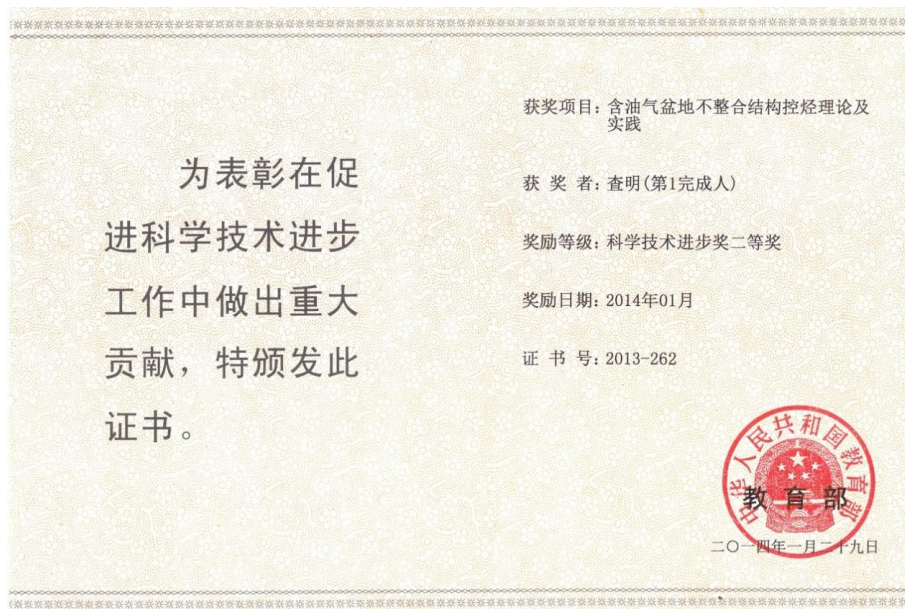 为表彰在促
进科学技术进步
工作中做出重大
贡献，特颁发此
证书。
获奖项目：含油气盆地不整合结构控烃理论及
实践
获 奖 者：查明(第1完成人)
奖励等级：科学技术进步奖二等奖
奖励日期：2014年01月
证 书 号：2013-262
中华人民共和国教育部
教育部
二〇一四年一月二十九日